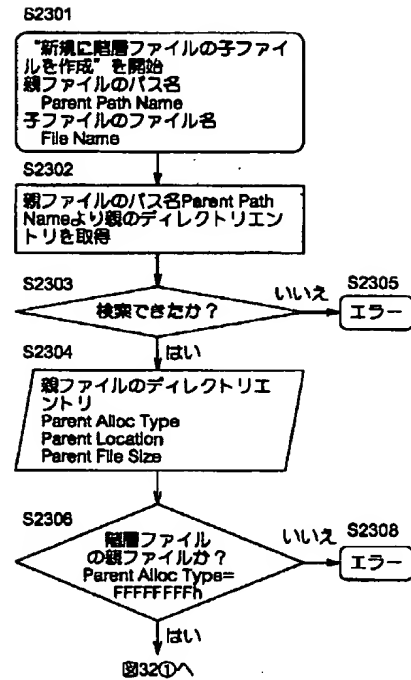 S2301
“新規に階層ファイルの子ファイ
ルを作成”を開始
親ファイルのパス名
Parent Path Name
子ファイルのファイル名
File Name
S2302
親ファイルのパス名Parent Path
Nameより親のディレクトリエン
トリを取得
S2303
検索できたか？
いいえ
S2305
エラー
はい
S2304
親ファイルのディレクトリエ
ントリ
Parent Alloc Type
Parent Location
Parent File Size
S2306
階層ファイル
の親ファイルか？
Parent Alloc Type=
FFFFFFFFh
いいえ
S2308
エラー
はい
図32①へ